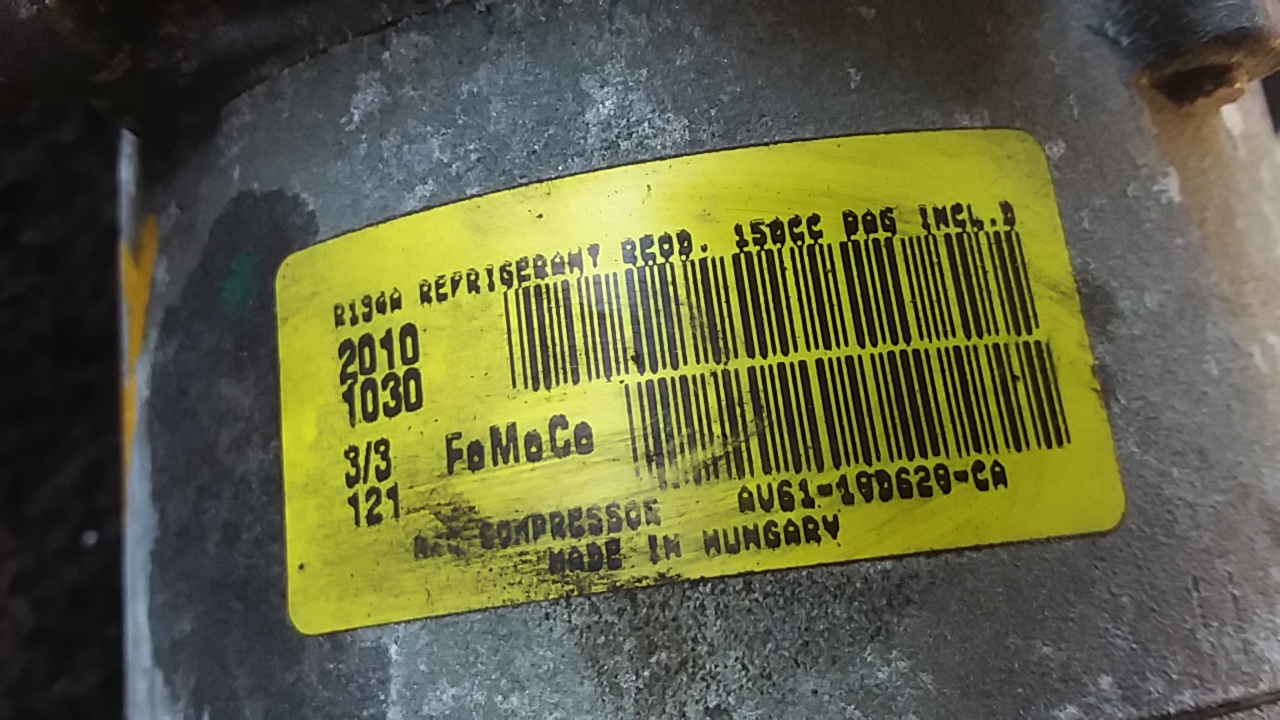 R134A REFRIGERANT REQD. 150CC PAG INCL.D
2010
1030
3/3
121
FoMoCo
A/C COMPRESSOR AV61-19D629-CA
MADE IN HUNGARY